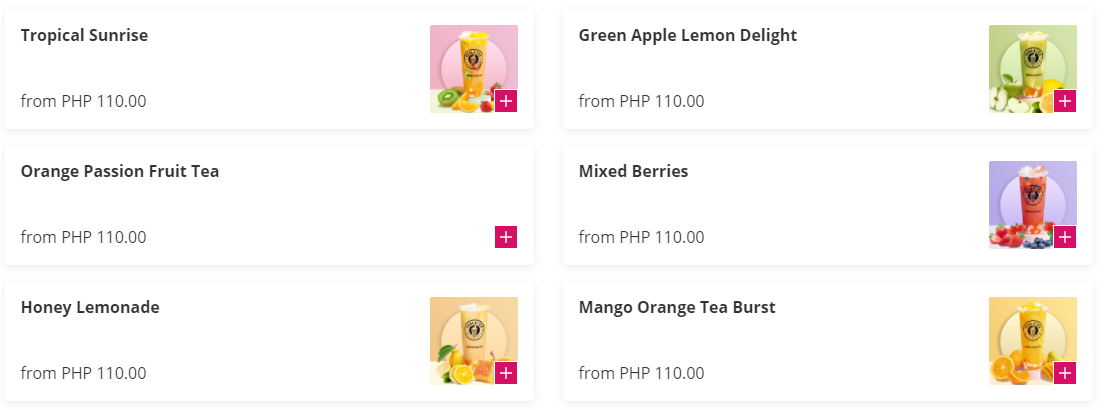 Tropical Sunrise
from PHP 110.00
Green Apple Lemon Delight
from PHP 110.00
Orange Passion Fruit Tea
from PHP 110.00
Mixed Berries
from PHP 110.00
Honey Lemonade
from PHP 110.00
Mango Orange Tea Burst
from PHP 110.00